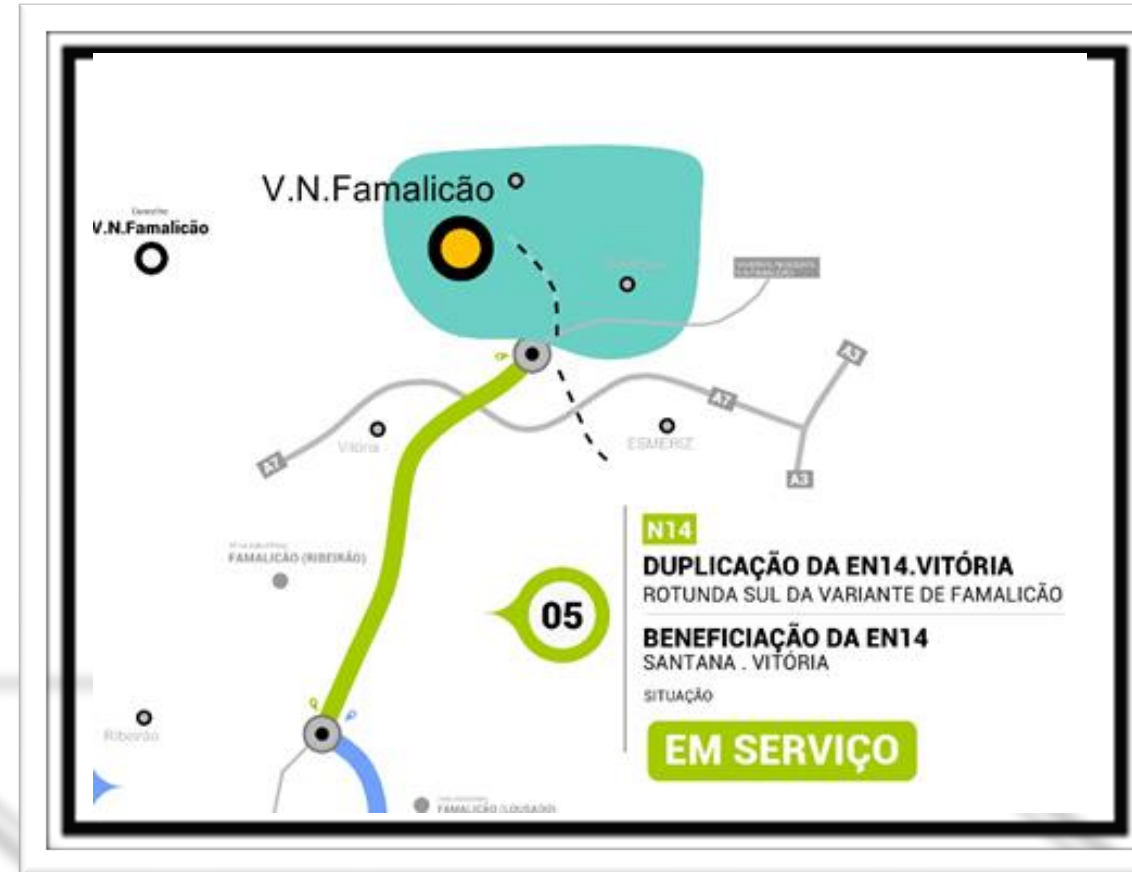 V.N.Famalicão
V.N.Famalicão
A5
A7
Vitória
ESMERIZ
A7
A3
N14
DUPLICAÇÃO DA EN14.VITÓRIA
ROTUNDA SUL DA VARIANTE DE FAMALICÃO
FAMALICÃO (RIBEIRÃO)
05
BENEFICIAÇÃO DA EN14
SANTANA . VITÓRIA
SITUAÇÃO
Ribeirão
EM SERVIÇO
FAMALICÃO (LOUSADO)